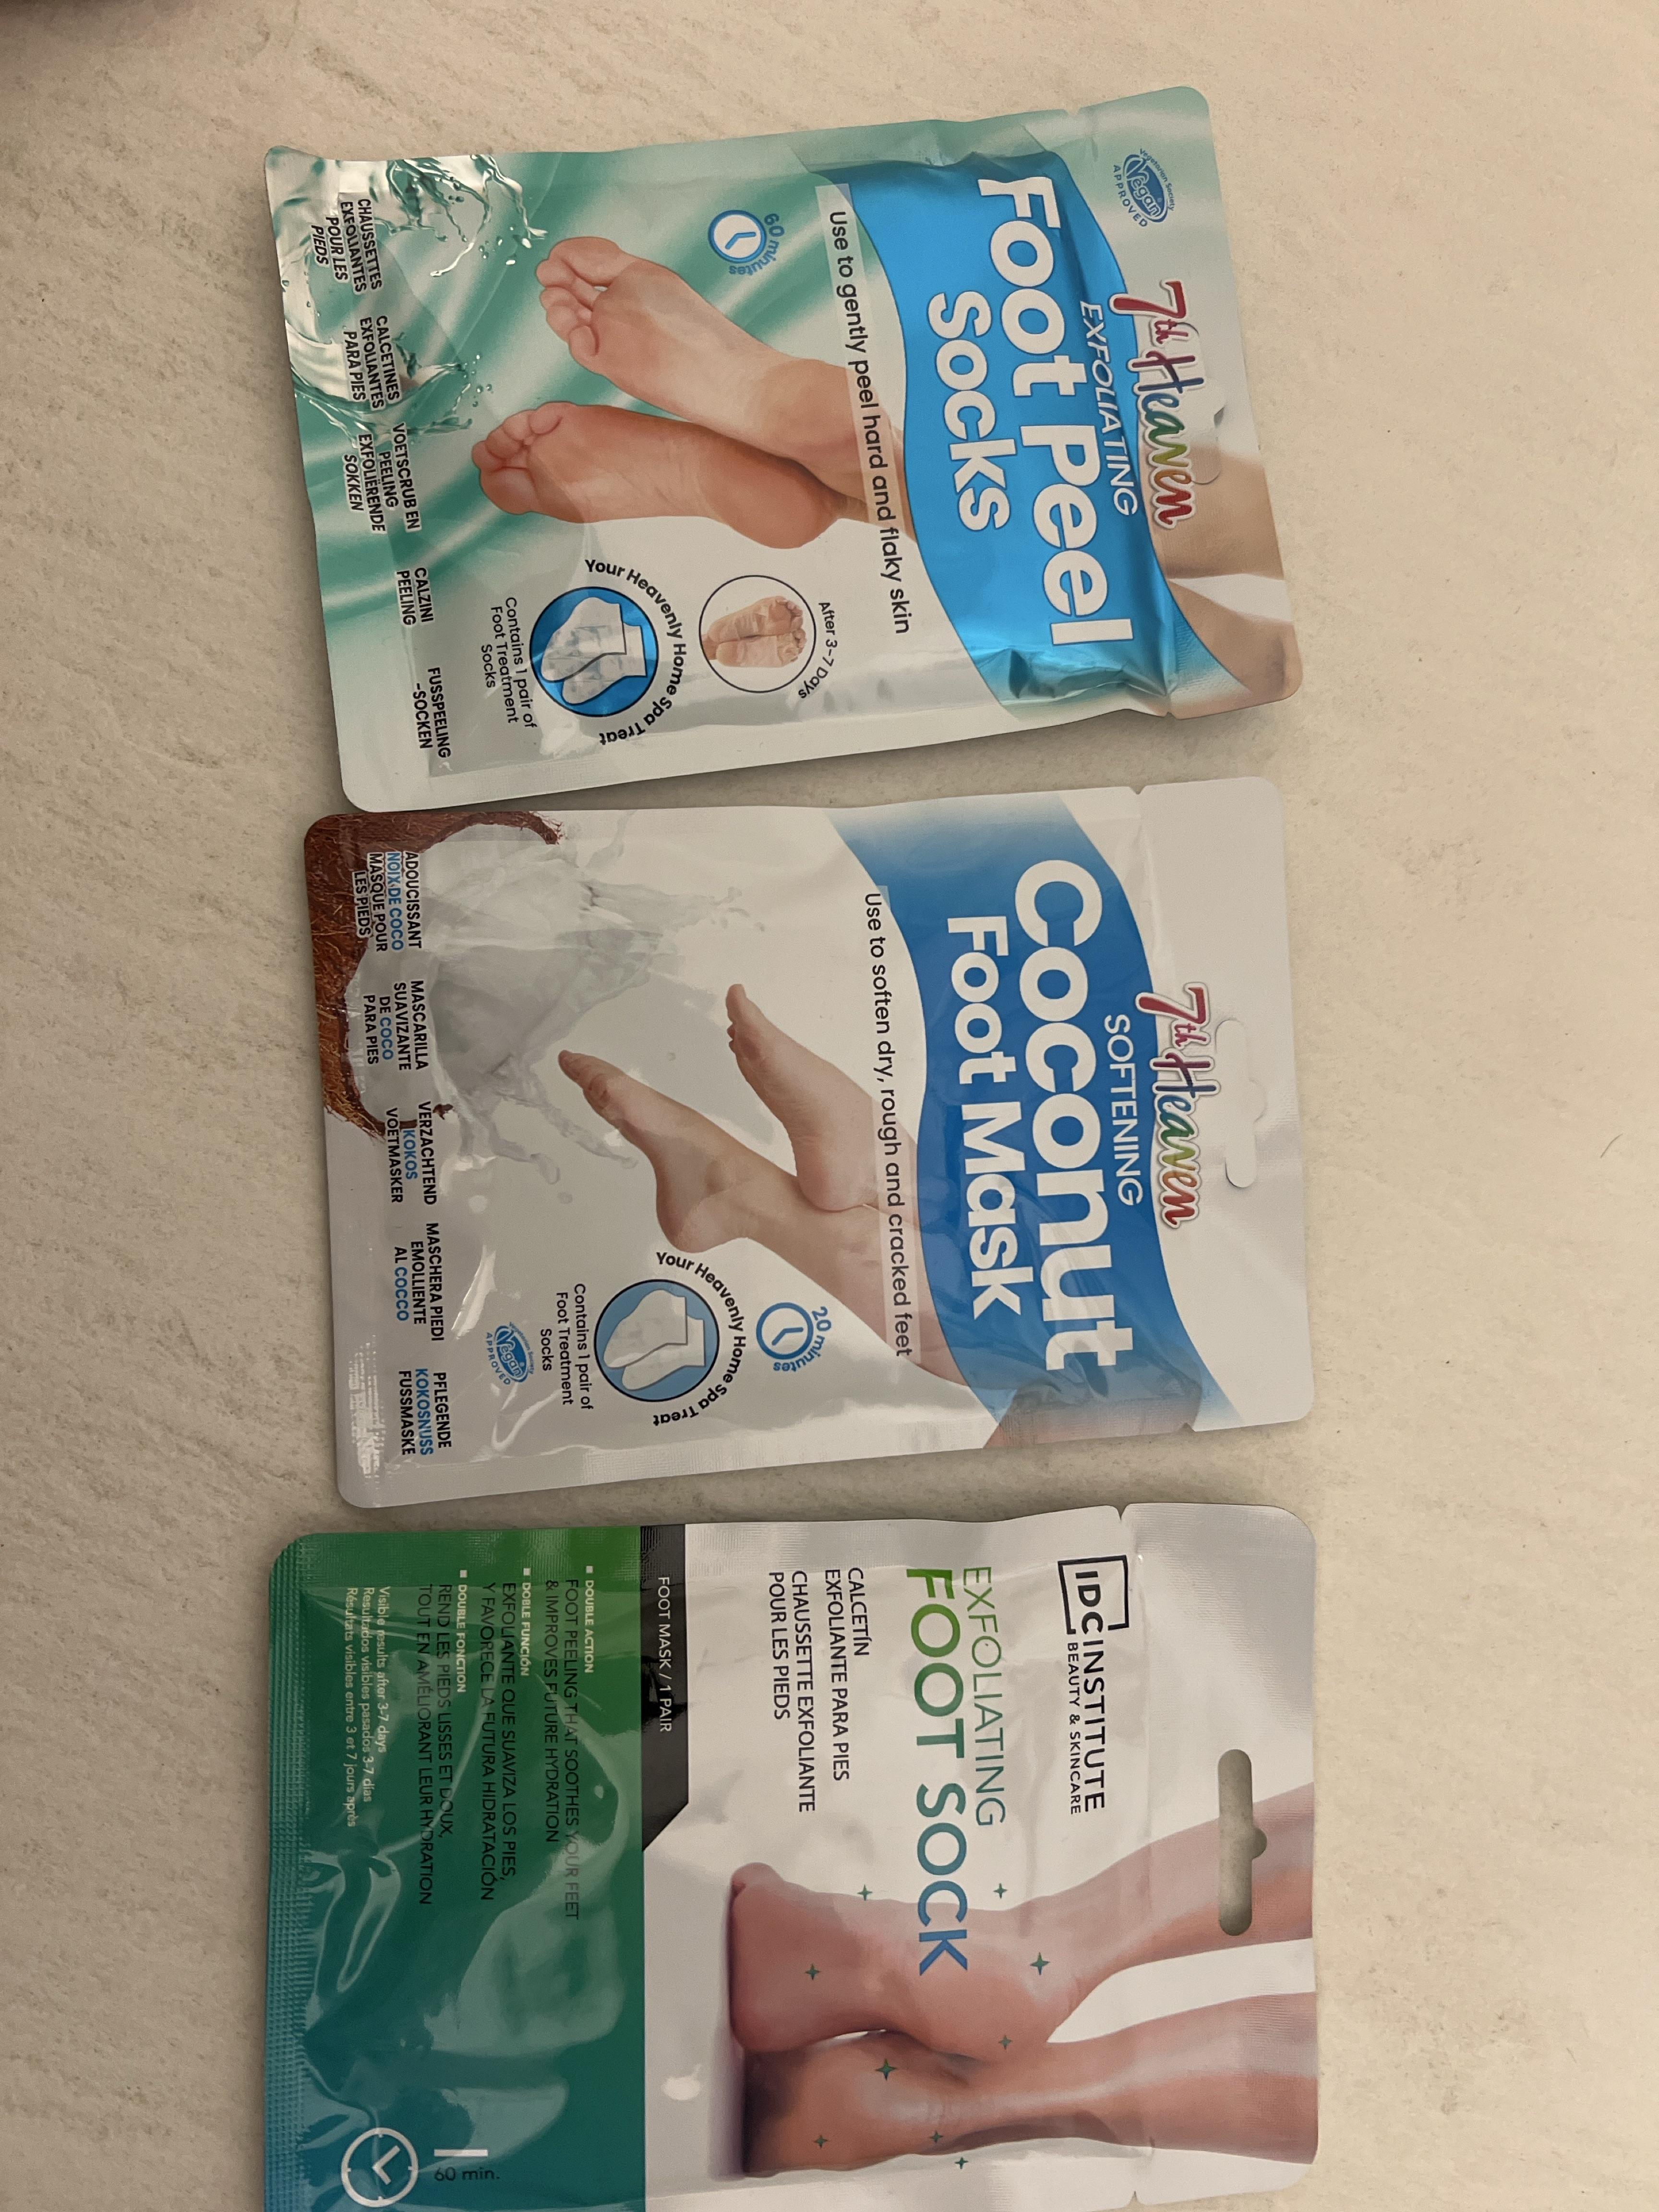 Vegetarian Society
Vegan
APPROVED
7th Heaven
EXFOLIATING
Foot Peel
Socks
Use to gently peel hard and flaky skin
60 minutes
After 3-7 Days
Your Heavenly Home Spa Treat
Contains 1 pair of
Foot Treatment
Socks
CHAUSSETTES
EXFOLIANTES
POUR LES
PIEDS
CALCETINES
EXFOLIANTES
PARA PIES
VOETSCRUB EN
PEELING
EXFOLIËRENDE
SOKKEN
CALZINI
PEELING
FUSSPEELING
-SOCKEN
7th Heaven
SOFTENING
Coconut
Foot Mask
Use to soften dry, rough and cracked feet
20 minutes
Your Heavenly Home Spa Treat
Contains 1 pair of
Foot Treatment
Socks
Vegetarian Society
Vegan
APPROVED
ADOUCISSANT
NOIX DE COCO
MASQUE POUR
LES PIEDS
MASCARILLA
SUAVIZANTE
DE COCO
PARA PIES
VERZACHTEND
KOKOS
VOETMASKER
MASCHERA PIEDI
EMOLLIENTE
AL COCCO
PFLEGENDE
KOKOSNUSS
FUSSMASKE
IDC INSTITUTE
BEAUTY & SKINCARE
EXFOLIATING
FOOT SOCK
CALCETÍN
EXFOLIANTE PARA PIES
CHAUSSETTE EXFOLIANTE
POUR LES PIEDS
FOOT MASK / 1 PAIR
▪ DOUBLE ACTION
FOOT PEELING THAT SOOTHES YOUR FEET
& IMPROVES FUTURE HYDRATION
▪ DOBLE FUNCIÓN
EXFOLIANTE QUE SUAVIZA LOS PIES,
Y FAVORECE LA FUTURA HIDRATACIÓN
▪ DOUBLE FONCTION
REND LES PIEDS LISSES ET DOUX,
TOUT EN AMÉLIORANT LEUR HYDRATION
Visible results after 3-7 days
Resultados visibles pasados 3-7 días
Résultats visibles entre 3 et 7 jours après
60 min.